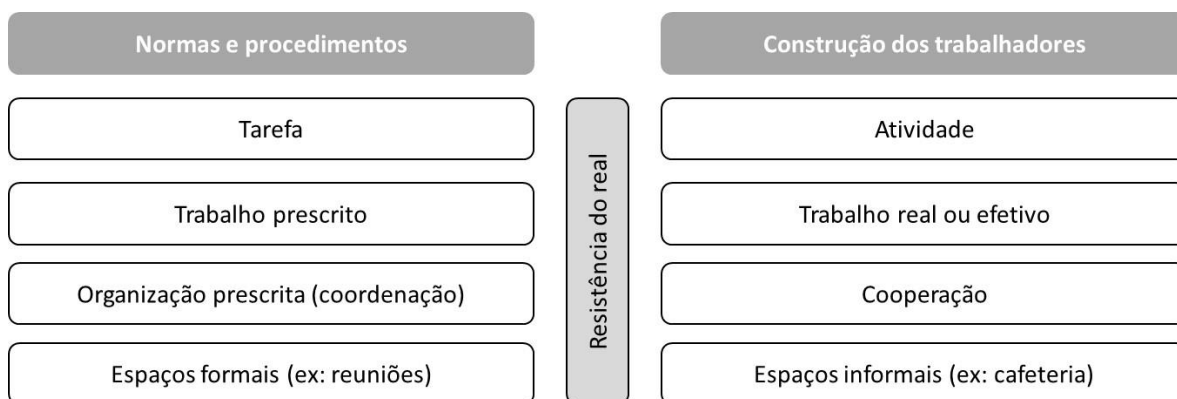 Normas e procedimentos
Construção dos trabalhadores
Tarefa
Atividade
Trabalho prescrito
Trabalho real ou efetivo
Organização prescrita (coordenação)
Cooperação
Espaços formais (ex: reuniões)
Espaços informais (ex: cafeteria)
Resistência do real